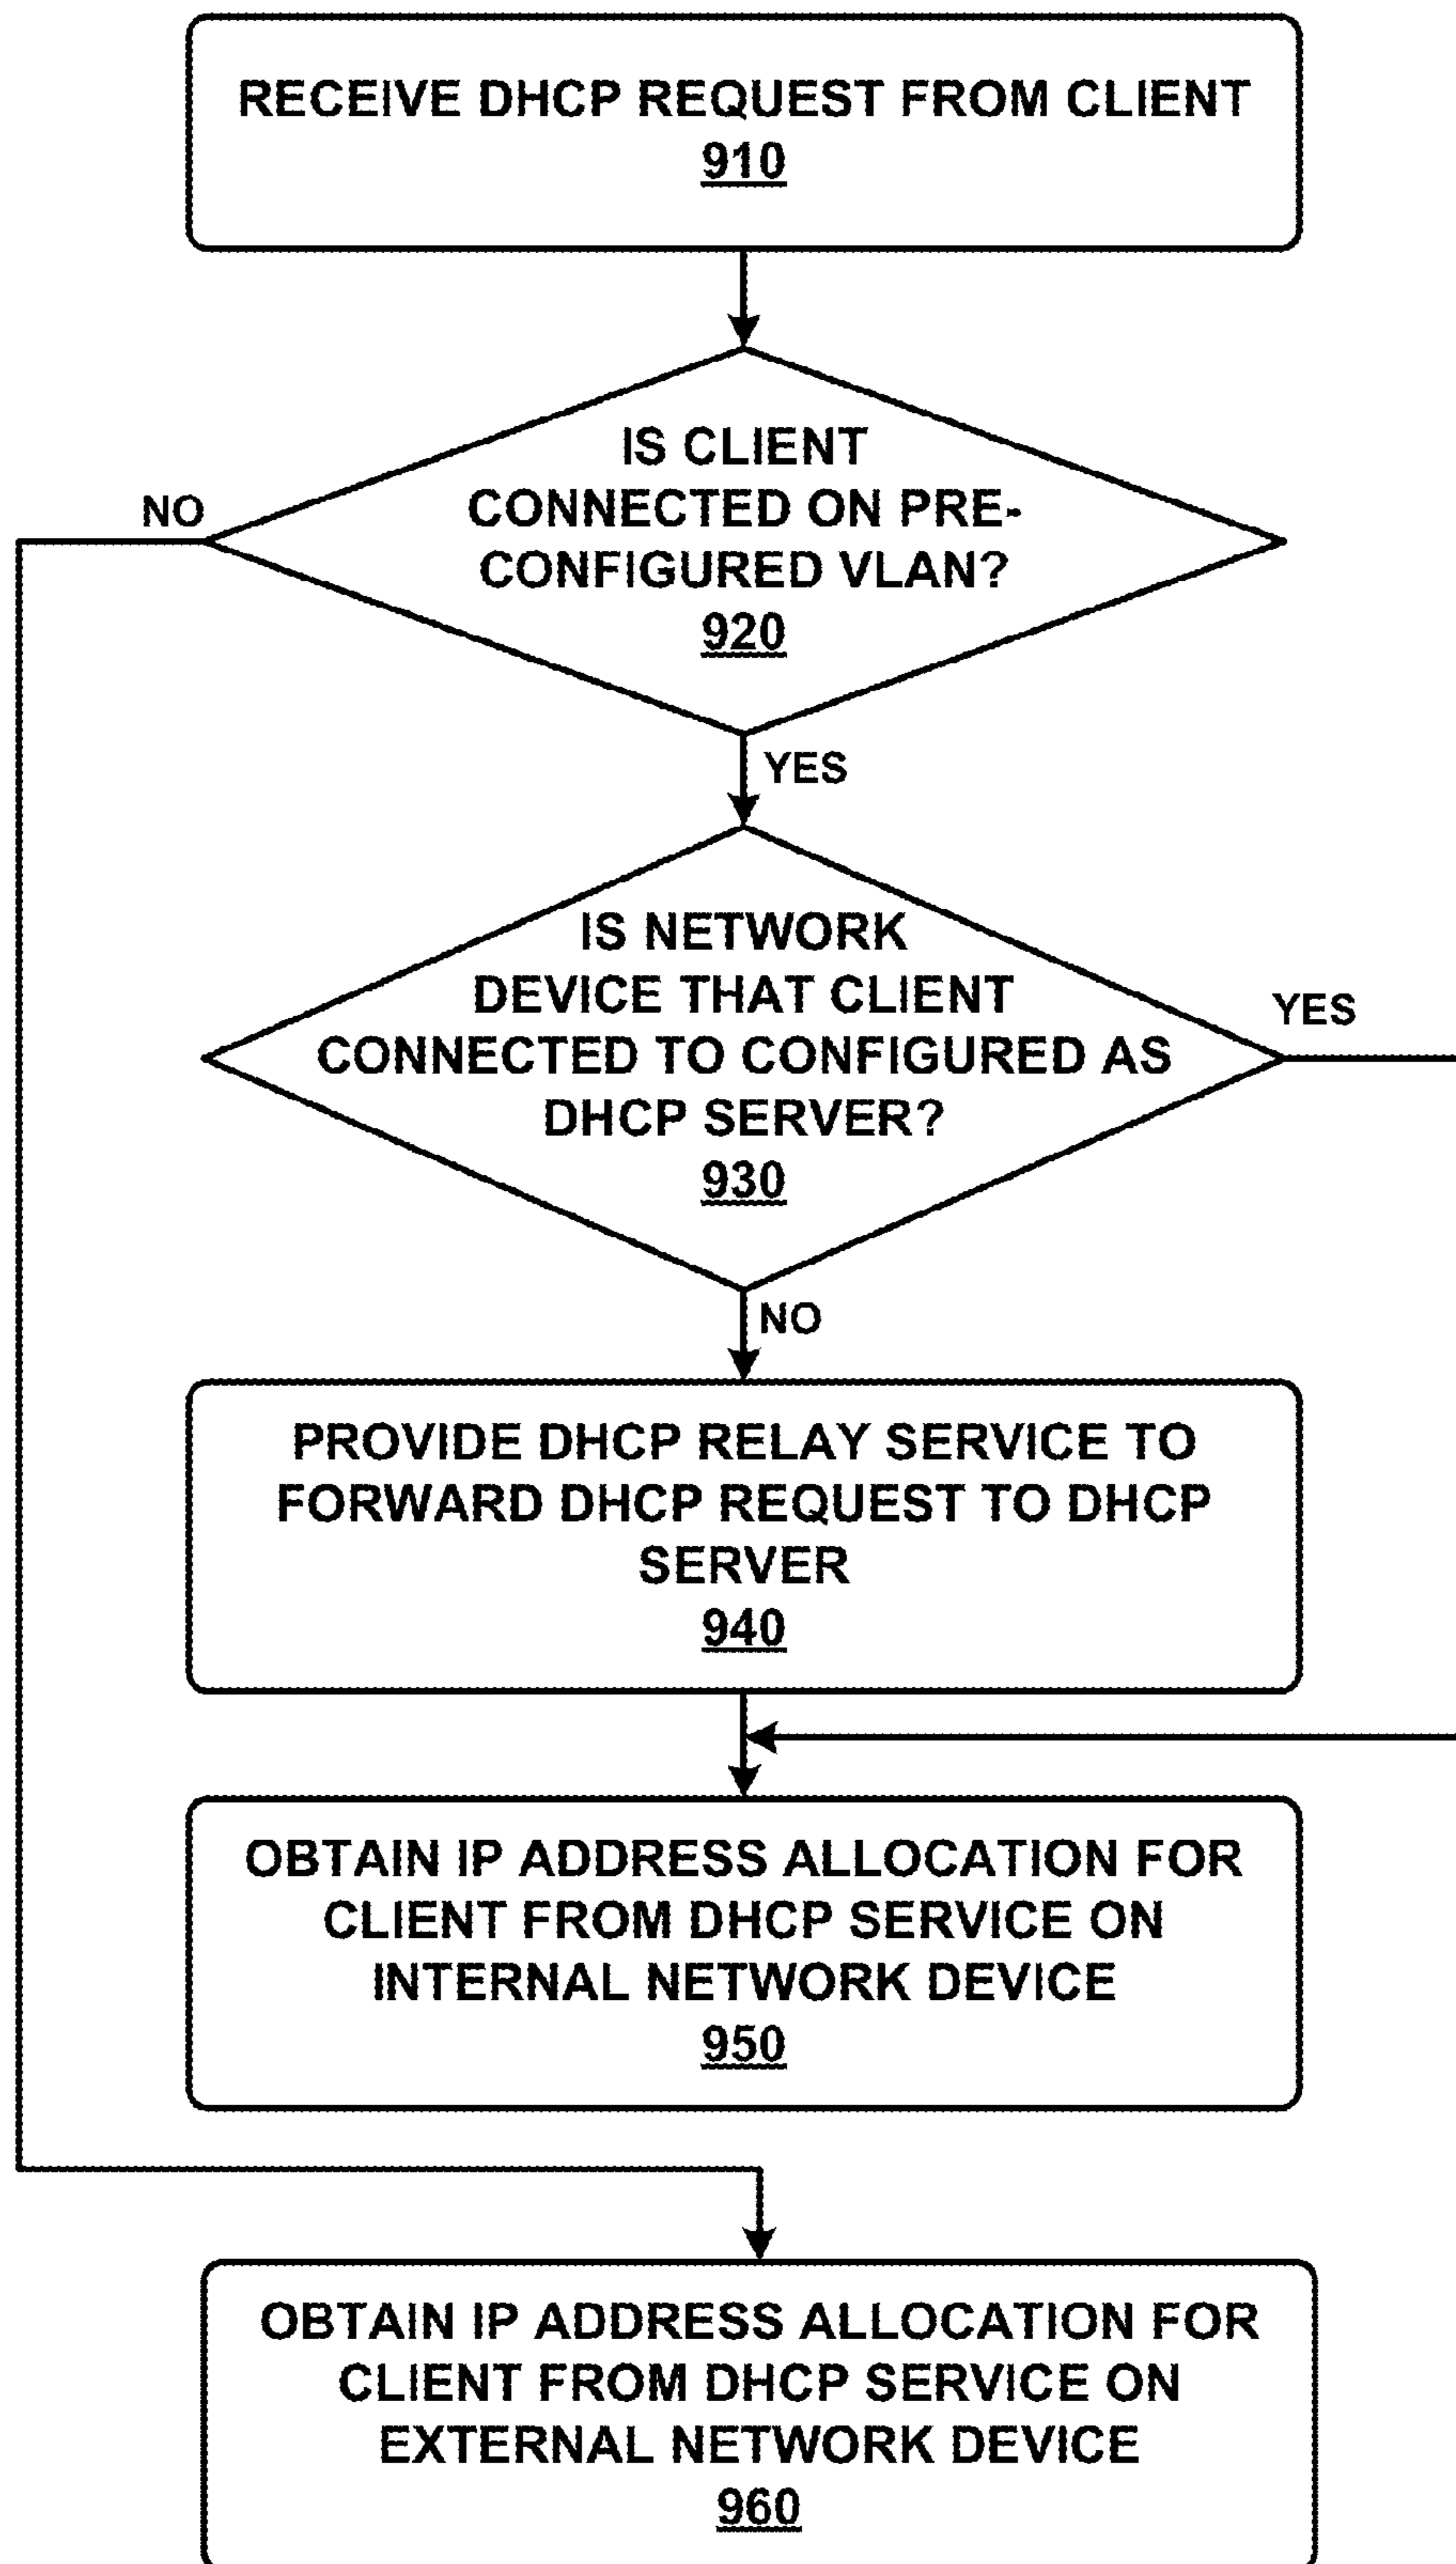 RECEIVE DHCP REQUEST FROM CLIENT
910
IS CLIENT
CONNECTED ON PRE-
CONFIGURED VLAN?
920
NO
YES
IS NETWORK
DEVICE THAT CLIENT
CONNECTED TO CONFIGURED AS
DHCP SERVER?
930
YES
NO
PROVIDE DHCP RELAY SERVICE TO
FORWARD DHCP REQUEST TO DHCP
SERVER
940
OBTAIN IP ADDRESS ALLOCATION FOR
CLIENT FROM DHCP SERVICE ON
INTERNAL NETWORK DEVICE
950
OBTAIN IP ADDRESS ALLOCATION FOR
CLIENT FROM DHCP SERVICE ON
EXTERNAL NETWORK DEVICE
960